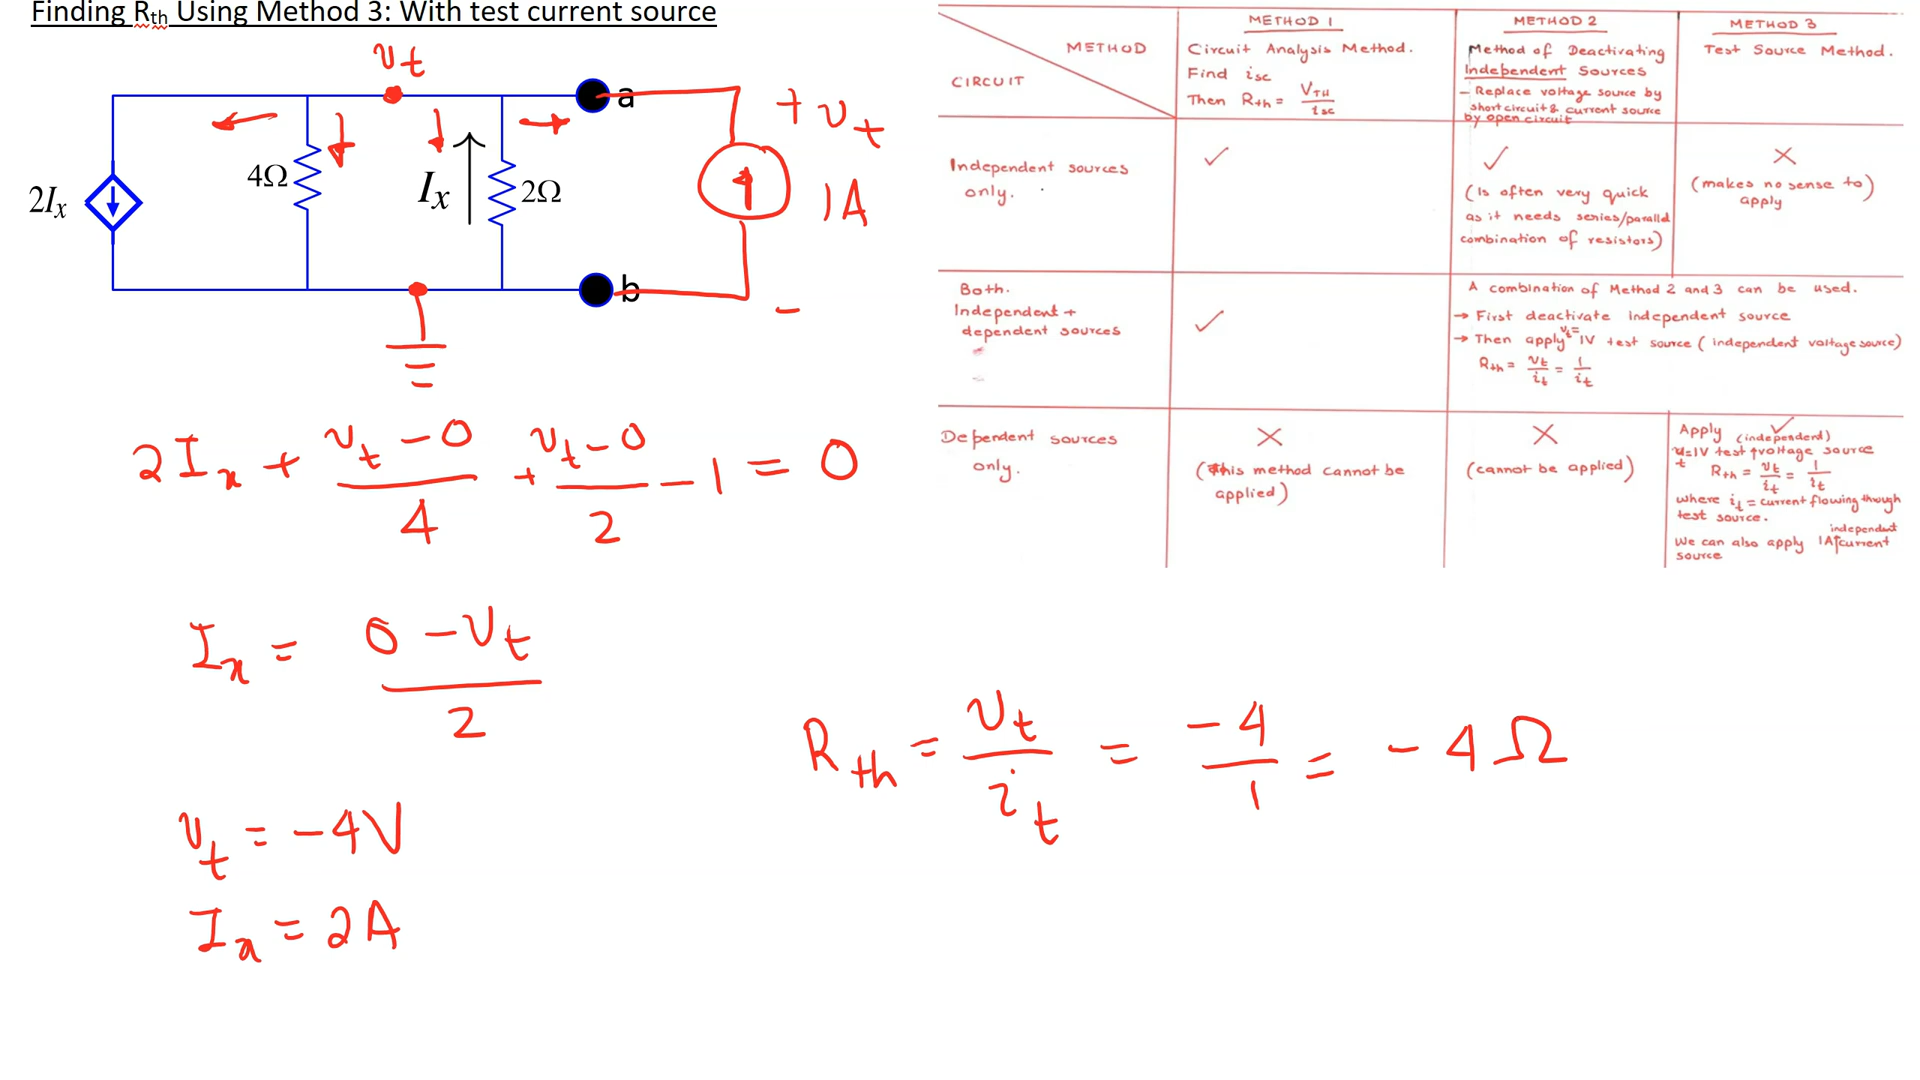 Finding Rth Using Method 3: With test current source
vt
a
+ vt
4Ω
2Ix
Ix
2Ω
1A
b
-
2Ix + vt - 0 / 4 + vt - 0 / 2 - 1 = 0
Ix = 0 - vt / 2
vt = -4V
Ix = 2A
Rth = vt / it = -4 / 1 = -4 Ω
METHOD
CIRCUIT
METHOD 1
Circuit Analysis Method.
Find isc
Then Rth = VTH / isc
METHOD 2
Method of Deactivating
Independent Sources
- Replace voltage source by
short circuit & current source
by open circuit
METHOD 3
Test Source Method.
Independent sources
only.
✓
✓
(Is often very quick
as it needs series/parallel
combination of resistors)
×
(makes no sense to)
apply
Both.
Independent +
dependent sources
✓
A combination of Method 2 and 3 can be used.
→ First deactivate independent source
→ Then apply vt= 1V test source (independent voltage source)
Rth = vt / it = 1 / it
Dependent sources
only.
×
(This method cannot be
applied)
×
(cannot be applied)
✓
Apply (independent)
vt=1V test voltage source
Rth = vt / it = 1 / it
where it = current flowing though
test source.
independent
We can also apply 1A current
source